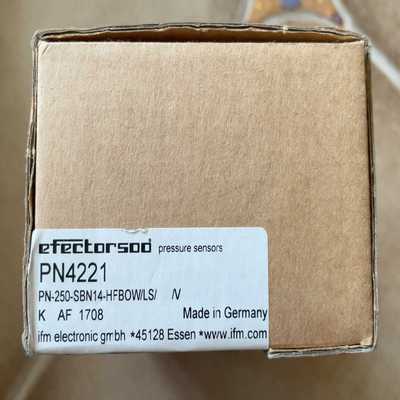 efector500 pressure sensors
PN4221
PN-250-SBN14-HFBOW/LS/ /V
K AF 1708 Made in Germany
ifm electronic gmbh *45128 Essen *www.ifm.com